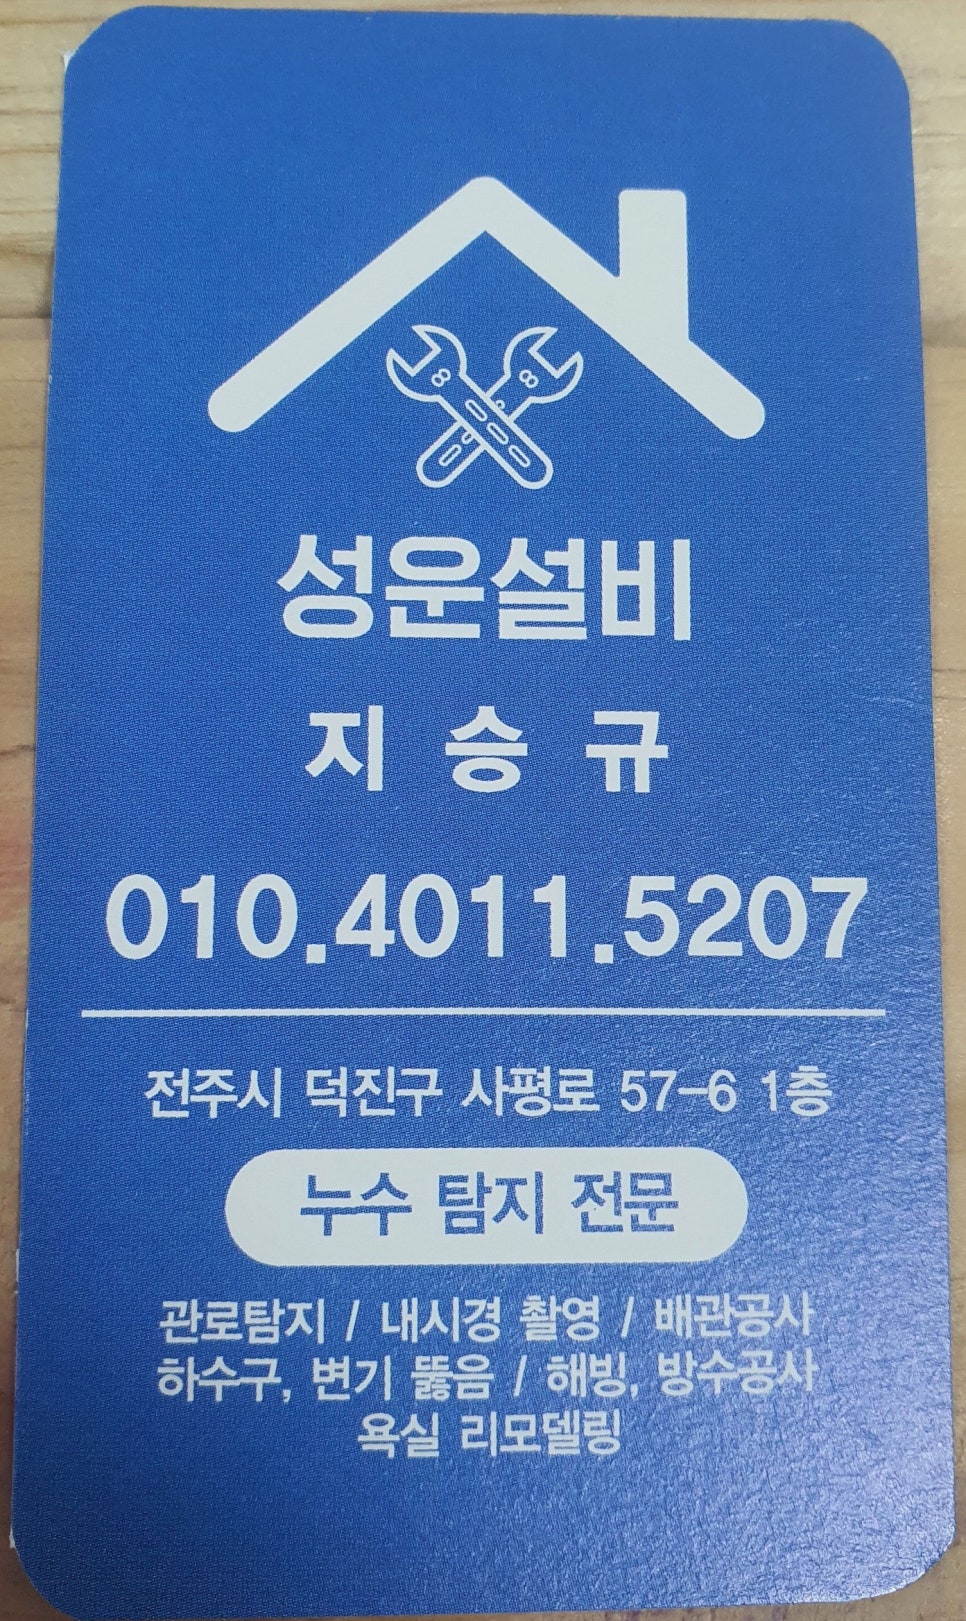 성운설비
지 승 규
010.4011.5207
전주시 덕진구 사평로 57-6 1층
누수 탐지 전문
관로탐지 / 내시경 촬영 / 배관공사
하수구, 변기 뚫음 / 해빙, 방수공사
욕실 리모델링